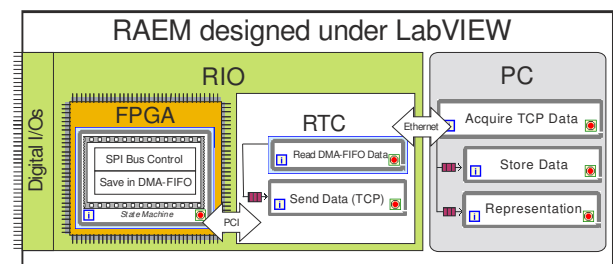 RAEM designed under LabVIEW
Digital I/Os
RIO
FPGA
SPI Bus Control
Save in DMA-FIFO
i
State Machine
PCI
RTC
i Read DMA-FIFO Data
i Send Data (TCP)
Ethernet
PC
i Acquire TCP Data
i Store Data
i Representation